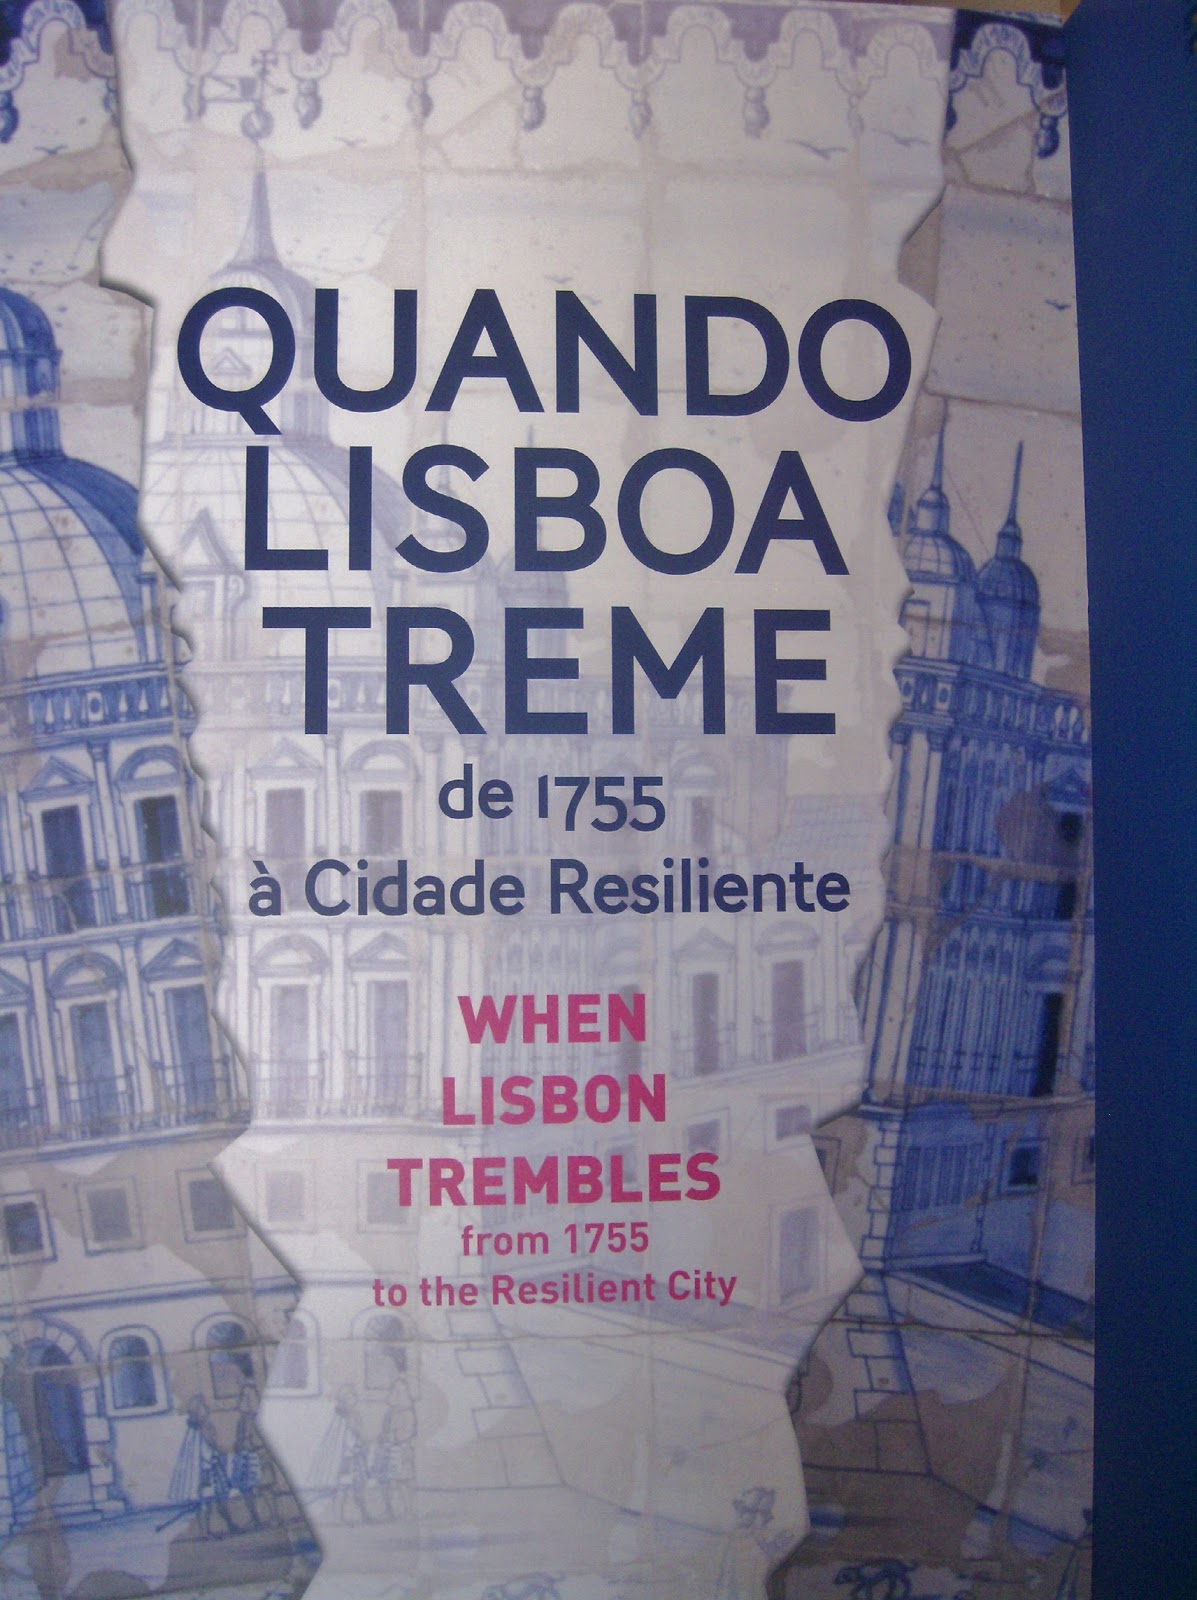 QUANDO
LISBOA
TREME
de 1755
à Cidade Resiliente
WHEN
LISBON
TREMBLES
from 1755
to the Resilient City